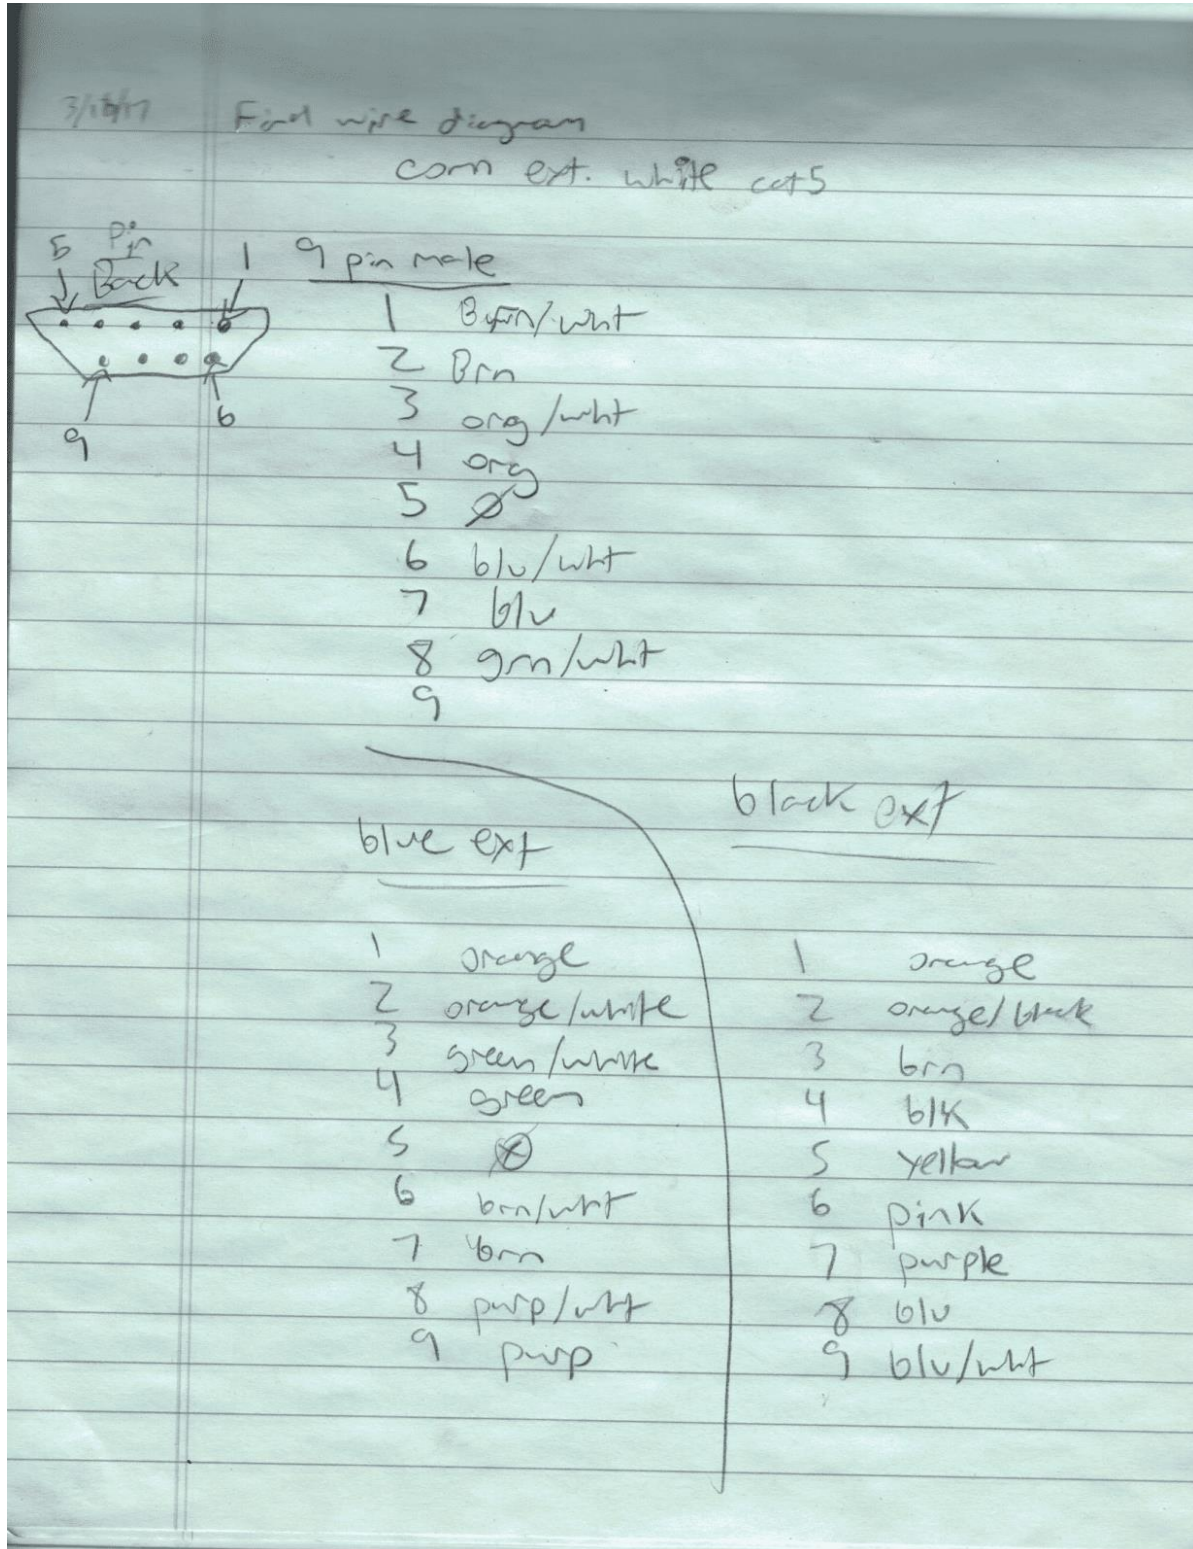 3/18/17 Find wire diagram
com ext. white cat5
5 Pin 1 9 pin male
Back
1 Brn/wht
2 Brn
3 org/wht
4 org
9 6
5 Ø
6 blu/wht
7 blu
8 grn/wht
9
blue ext
1 orange
2 orange/white
3 green/white
4 green
5 Ø
6 brn/wht
7 brn
8 purp/wht
9 purp
black ext
1 orange
2 orange/black
3 brn
4 blk
5 yellow
6 pink
7 purple
8 blu
9 blu/wht